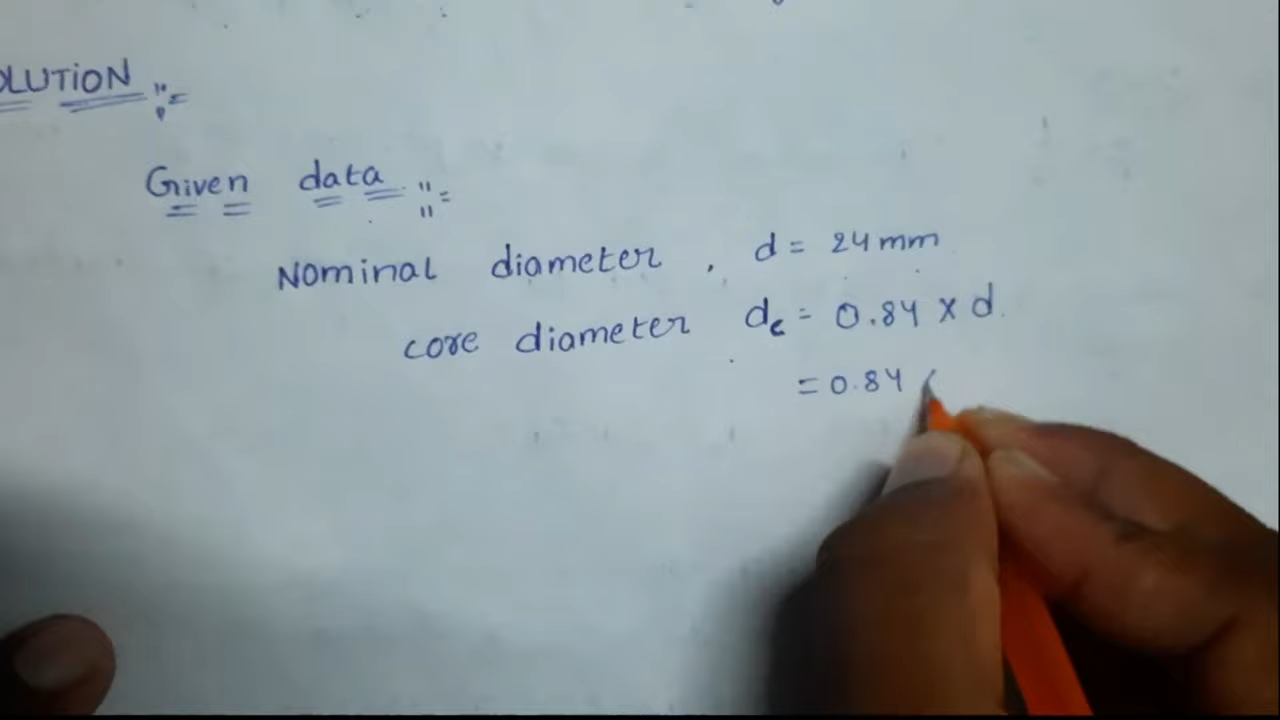 OLUTION :-
Given data :-
Nominal diameter , d = 24 mm
core diameter dc = 0.84 x d
= 0.84